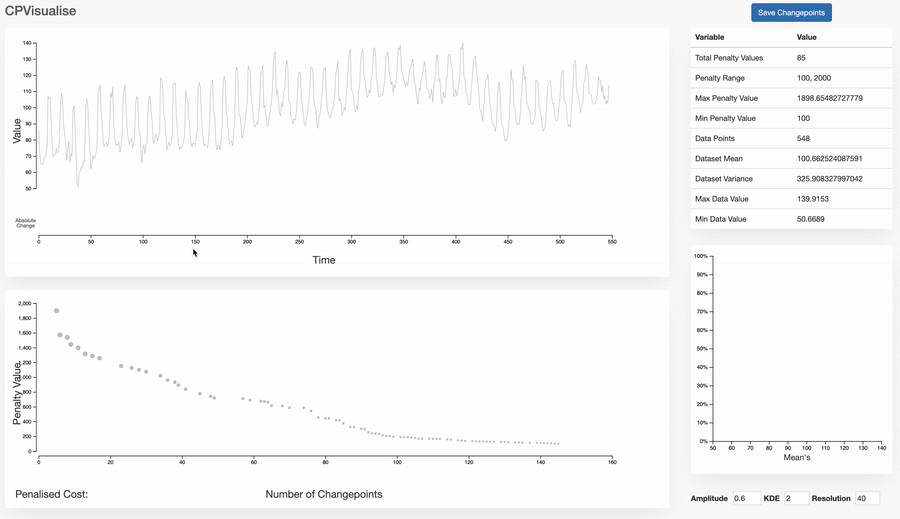 CPVisualise
Save Changepoints
140
130
120
110
100
90
80
70
60
50
Value
Absolute
Change
0 50 100 150 200 250 300 350 400 450 500 550
Time
Variable Value
Total Penalty Values 85
Penalty Range 100, 2000
Max Penalty Value 1898.65482727779
Min Penalty Value 100
Data Points 548
Dataset Mean 100.662524087591
Dataset Variance 325.908327997042
Max Data Value 139.9153
Min Data Value 50.6689
2,000
1,800
1,600
1,400
1,200
1,000
800
600
400
200
0
Penalty Value
0 20 40 60 80 100 120 140 160
Penalised Cost: Number of Changepoints
100%
90%
80%
70%
60%
50%
40%
30%
20%
10%
0%
50 60 70 80 90 100 110 120 130 140
Mean's
Amplitude 0.6 KDE 2 Resolution 40